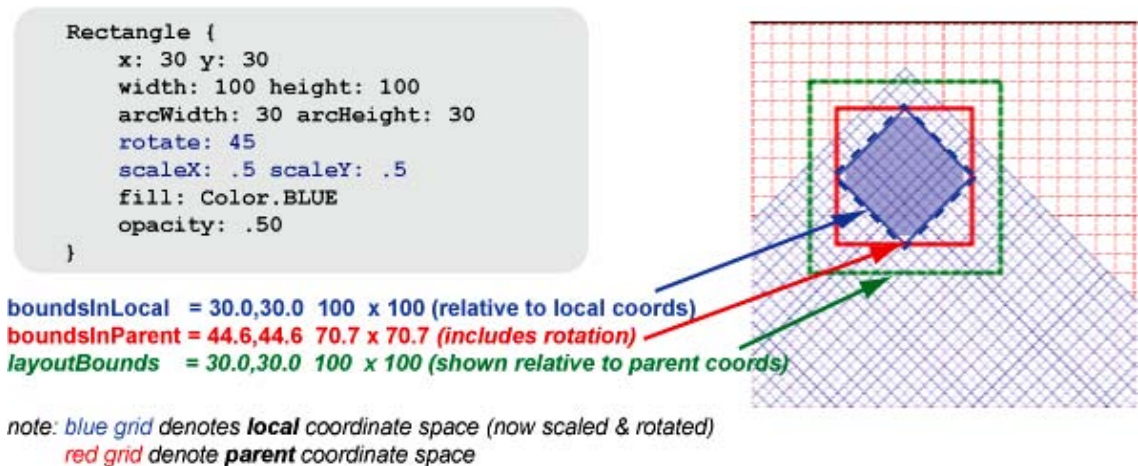 Rectangle {
x: 30 y: 30
width: 100 height: 100
arcWidth: 30 arcHeight: 30
rotate: 45
scaleX: .5 scaleY: .5
fill: Color.BLUE
opacity: .50
}
boundsInLocal = 30.0,30.0 100 x 100 (relative to local coords)
boundsInParent = 44.6,44.6 70.7 x 70.7 (includes rotation)
layoutBounds = 30.0,30.0 100 x 100 (shown relative to parent coords)
note: blue grid denotes local coordinate space (now scaled & rotated)
red grid denote parent coordinate space